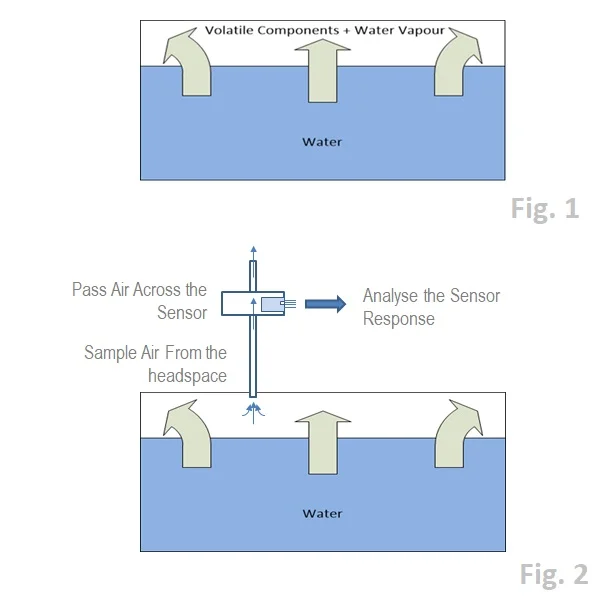 Volatile Components + Water Vapour
Water
Fig. 1
Pass Air Across the
Sensor
Analyse the Sensor
Response
Sample Air From the
headspace
Water
Fig. 2